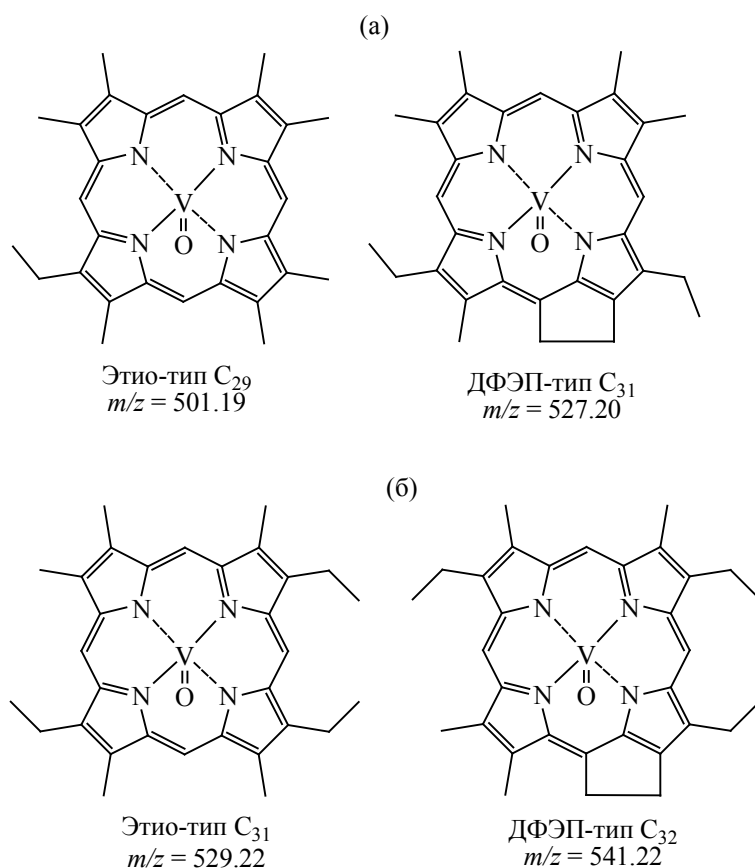 (а)
N N
V
O
N N
N N
V
O
N N
Этио-тип C₂₉
m/z = 501.19
ДФЭП-тип C₃₁
m/z = 527.20
(б)
N N
V
O
N N
N N
V
O
N N
Этио-тип C₃₁
m/z = 529.22
ДФЭП-тип C₃₂
m/z = 541.22